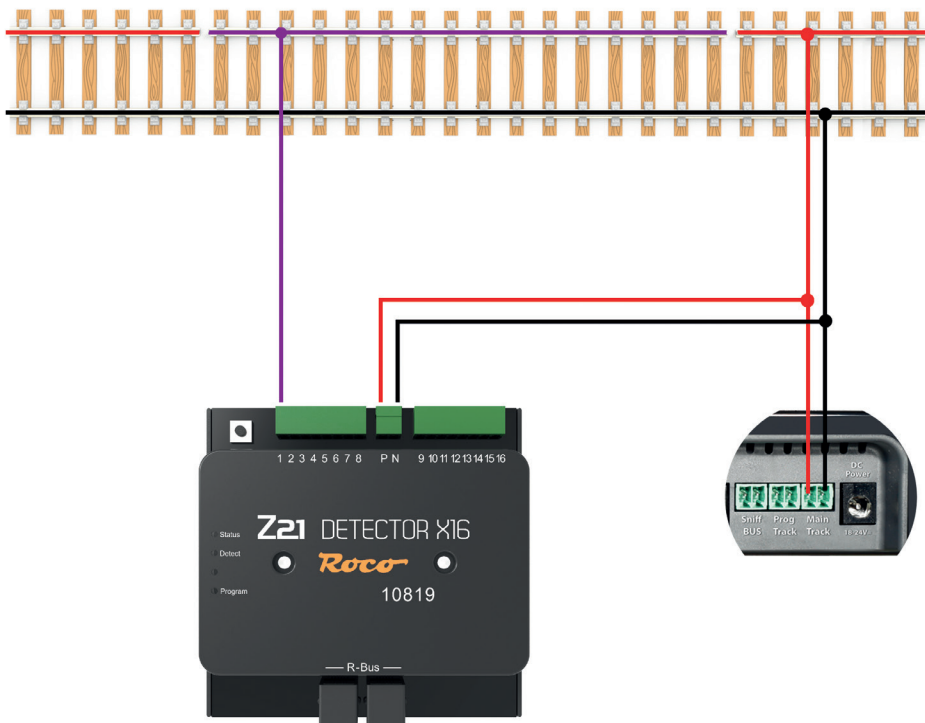 1 2 3 4 5 6 7 8 P N 9 10 11 12 13 14 15 16
Status
Z21 DETECTOR X16
Detect
Roco
Program
10819
R-Bus
DC
Power
Sniff
BUS
Prog
Track
Main
Track
18-24V